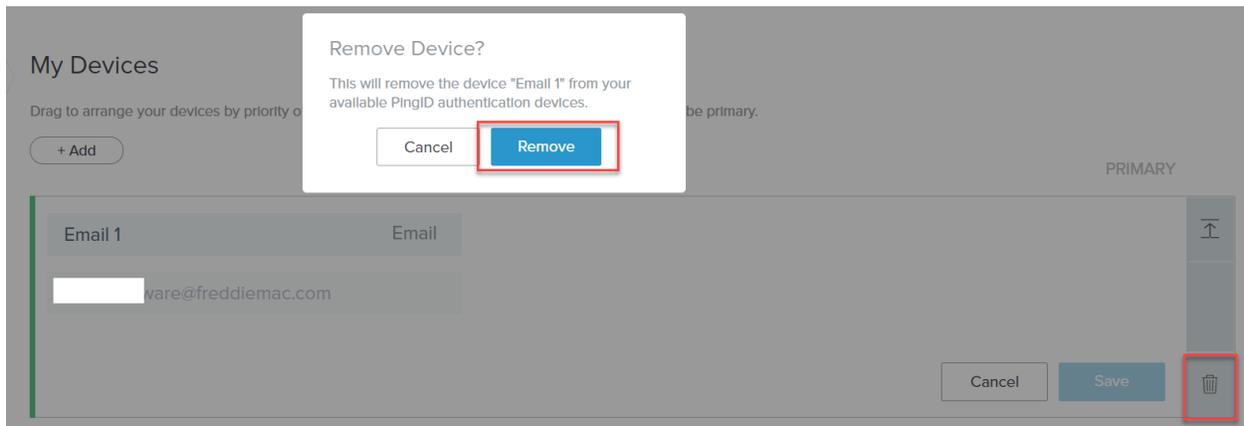 Remove Device?
This will remove the device "Email 1" from your
available PingID authentication devices.
Cancel
Remove
My Devices
Drag to arrange your devices by priority o
be primary.
+ Add
PRIMARY
Email 1
Email
ware@freddiemac.com
Cancel
Save